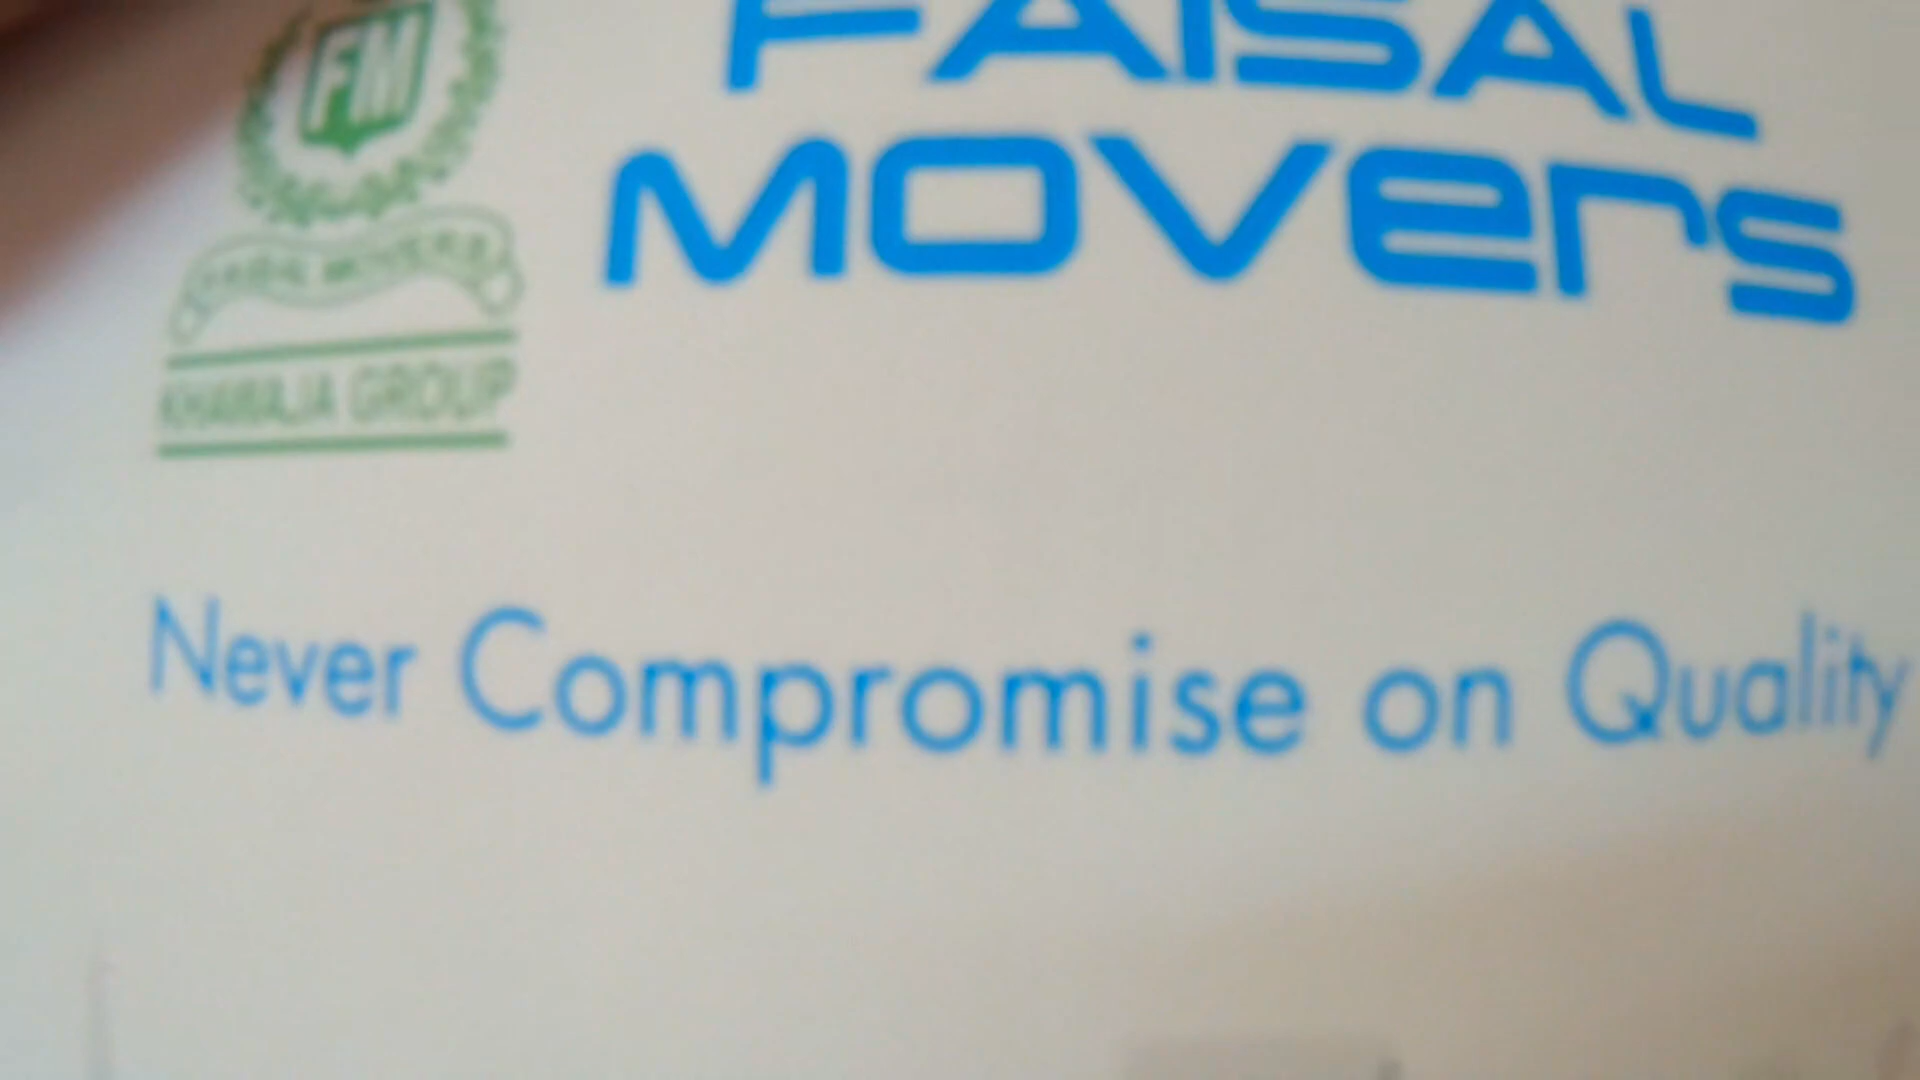 FM
FAISAL
MOVERS
FAISAL MOVERS
KHAWAJA GROUP
Never Compromise on Quality